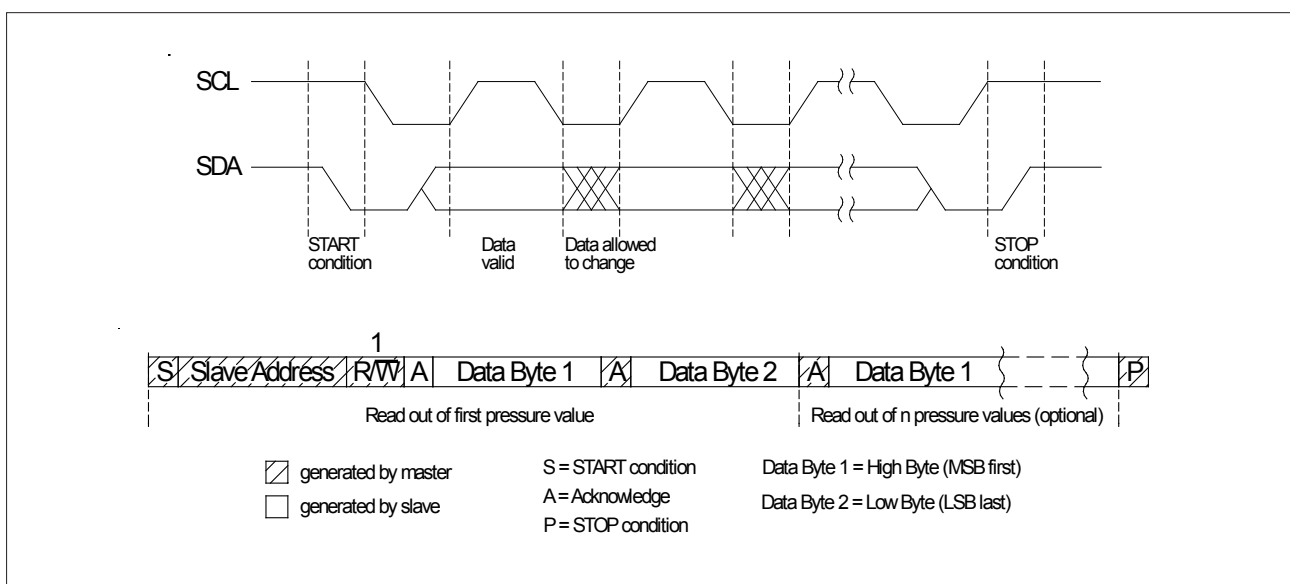 SCL
SDA
START
condition
Data
valid
Data allowed
to change
STOP
condition
1
S Slave Address R/W̅ A Data Byte 1 A Data Byte 2 A Data Byte 1 P
Read out of first pressure value
Read out of n pressure values (optional)
generated by master
generated by slave
S = START condition
A = Acknowledge
P = STOP condition
Data Byte 1 = High Byte (MSB first)
Data Byte 2 = Low Byte (LSB last)